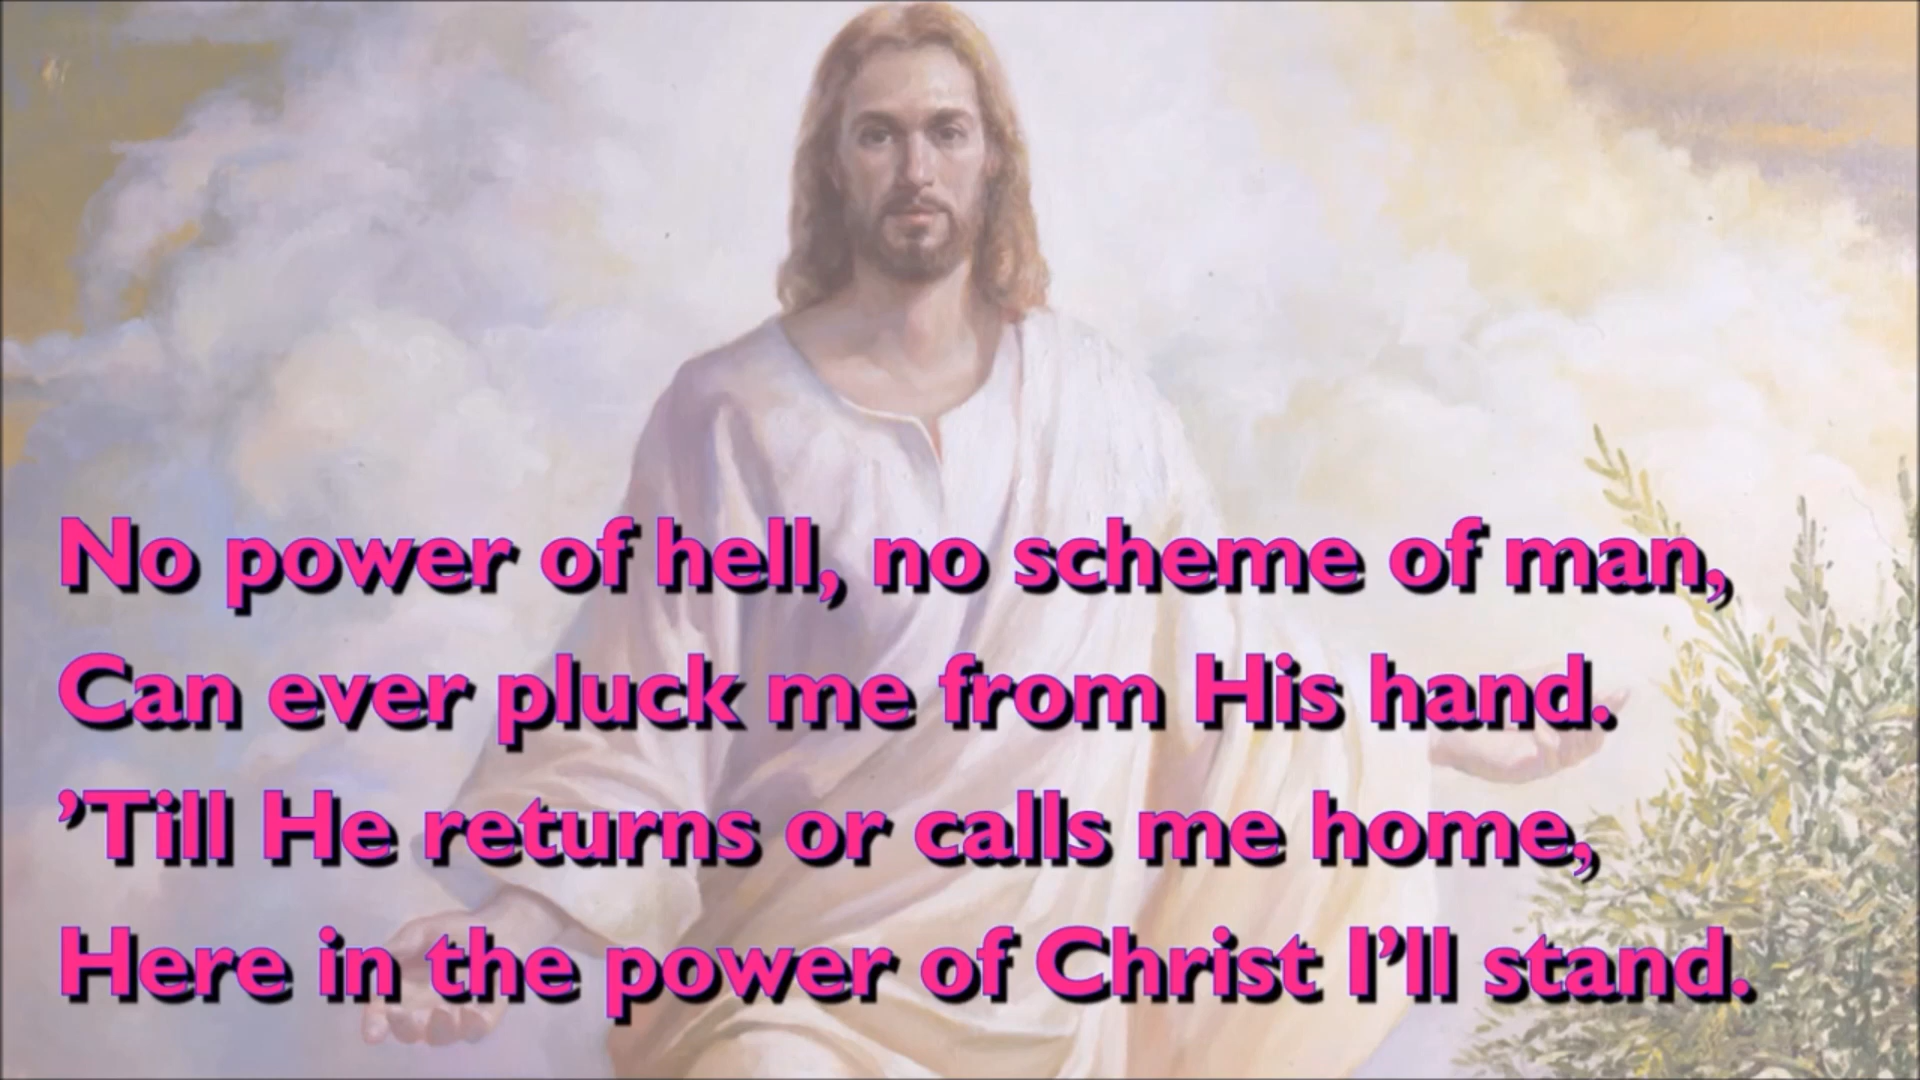 No power of hell, no scheme of man,
Can ever pluck me from His hand.
’Till He returns or calls me home,
Here in the power of Christ I’ll stand.